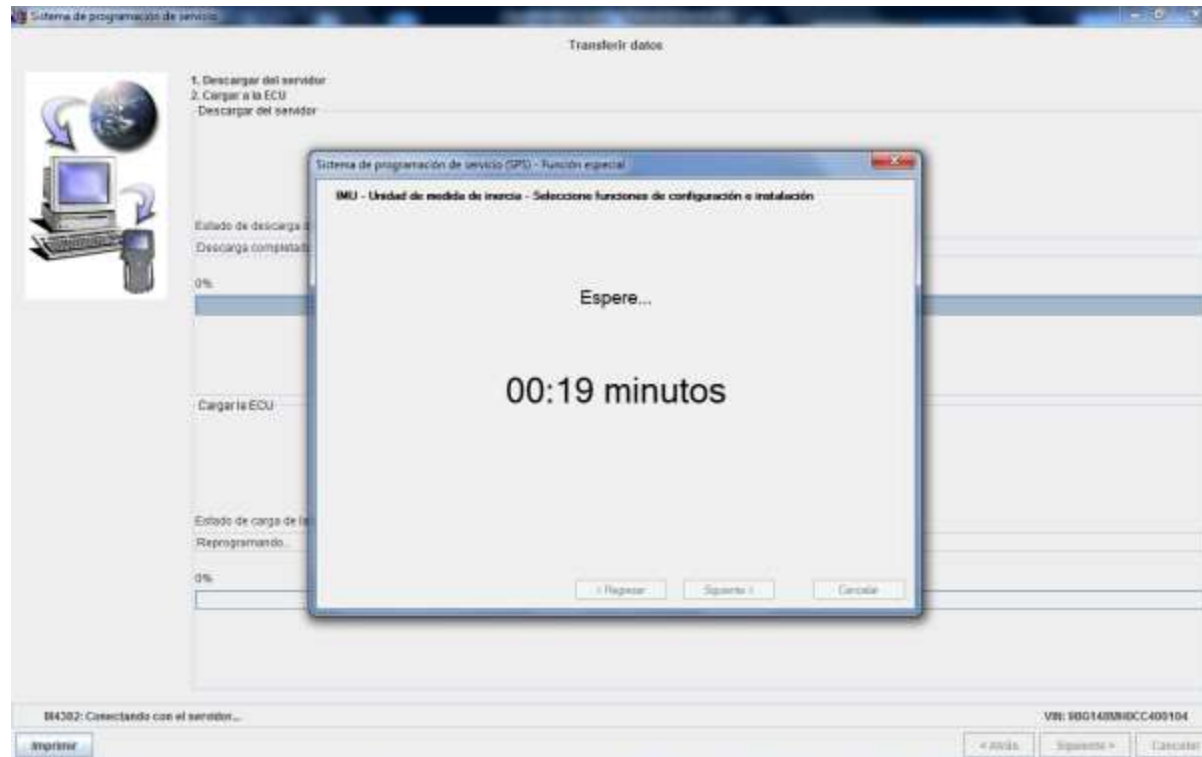 Sistema de programación de servicio
Transferir datos
1. Descargar del servidor
2. Cargar a la ECU
Descargar del servidor
Sistema de programación de servicio (SPS) - Función especial
IMU - Unidad de medida de inercia - Seleccione funciones de configuración e instalación
Estado de descarga
Descarga completada
0%
Espere...
00:19 minutos
Cargar la ECU
Estado de carga de la
Reprogramando..
0%
< Regresar
Siguiente >
Cancelar
Conectando con el servidor...
VIN:
Imprimir
< Atrás
Siguiente >
Cancelar